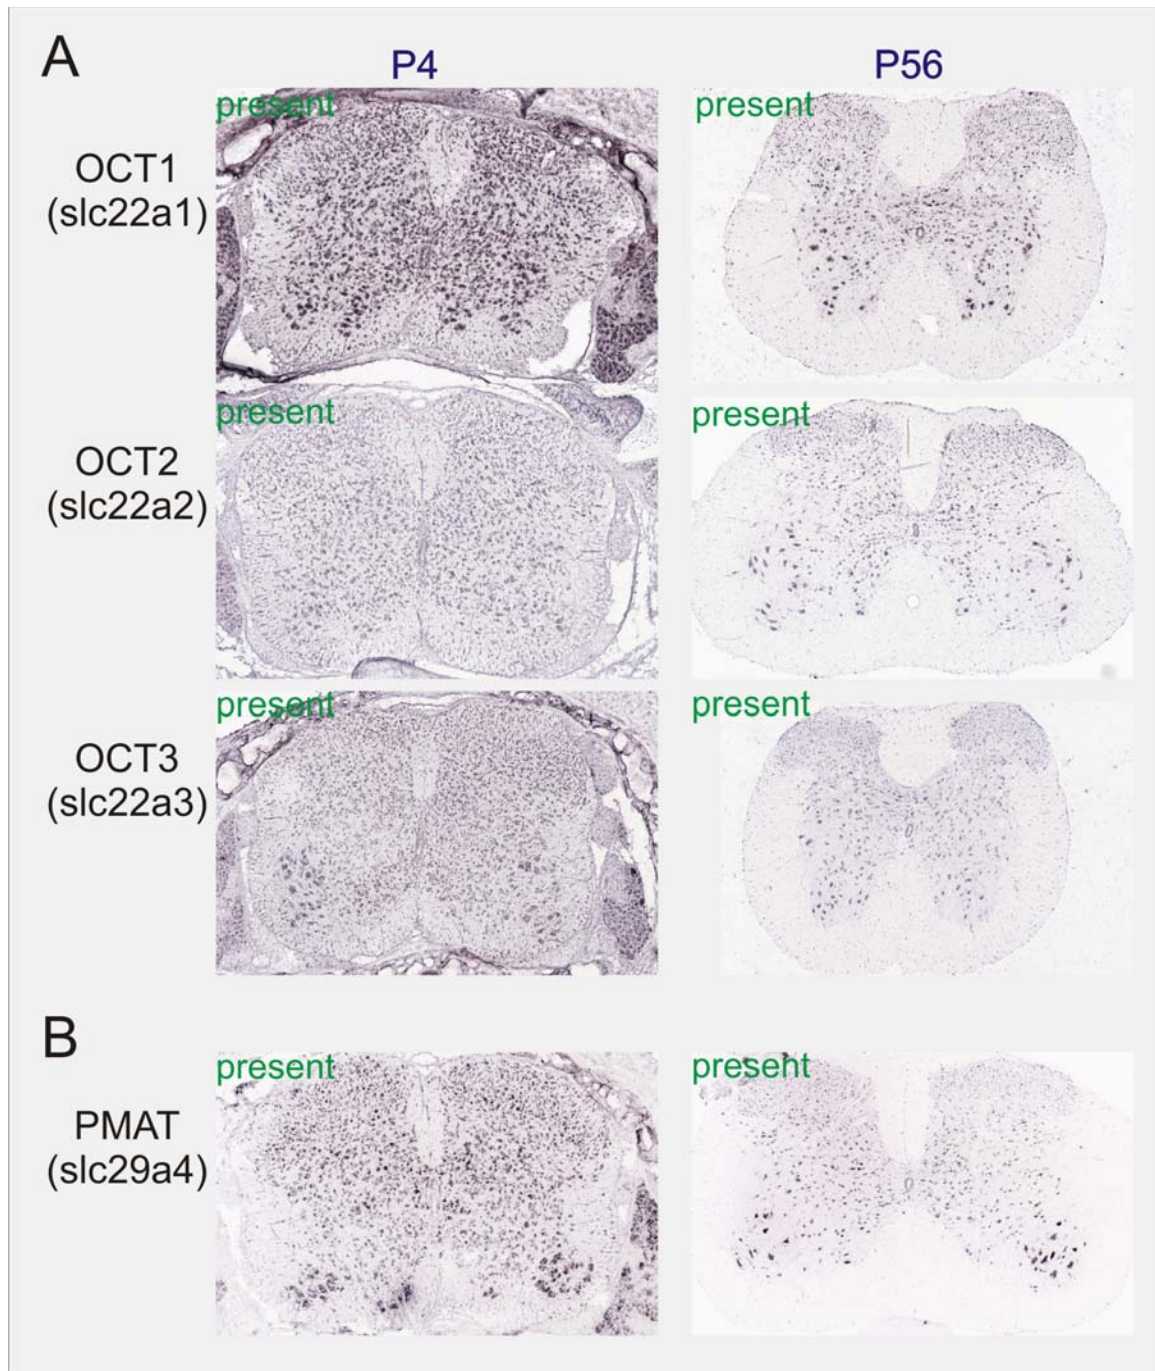 A
P4
P56
OCT1
(slc22a1)
present
present
OCT2
(slc22a2)
present
present
OCT3
(slc22a3)
present
present
B
PMAT
(slc29a4)
present
present